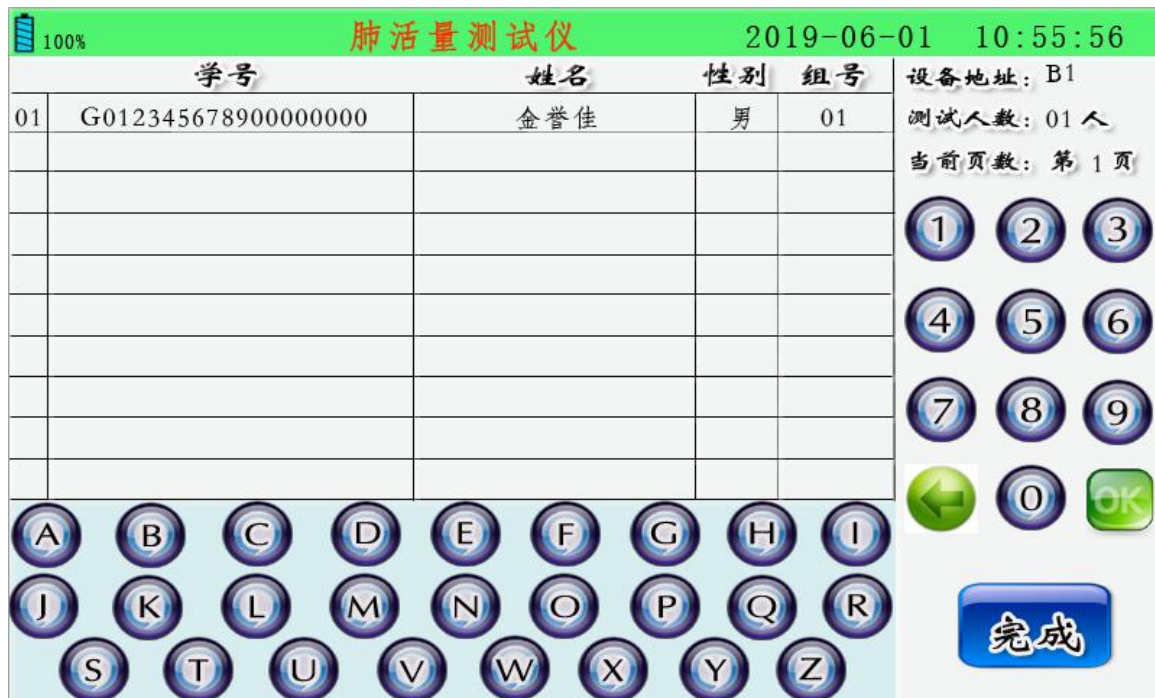 100% 肺活量测试仪 2019-06-01 10:55:56
学号 姓名 性别 组号 设备地址: B1
01 G012345678900000000 金誉佳 男 01 测试人数: 01 人
当前页数: 第 1 页
1 2 3
4 5 6
7 8 9
0 OK
A B C D E F G H I
J K L M N O P Q R
S T U V W X Y Z
完成